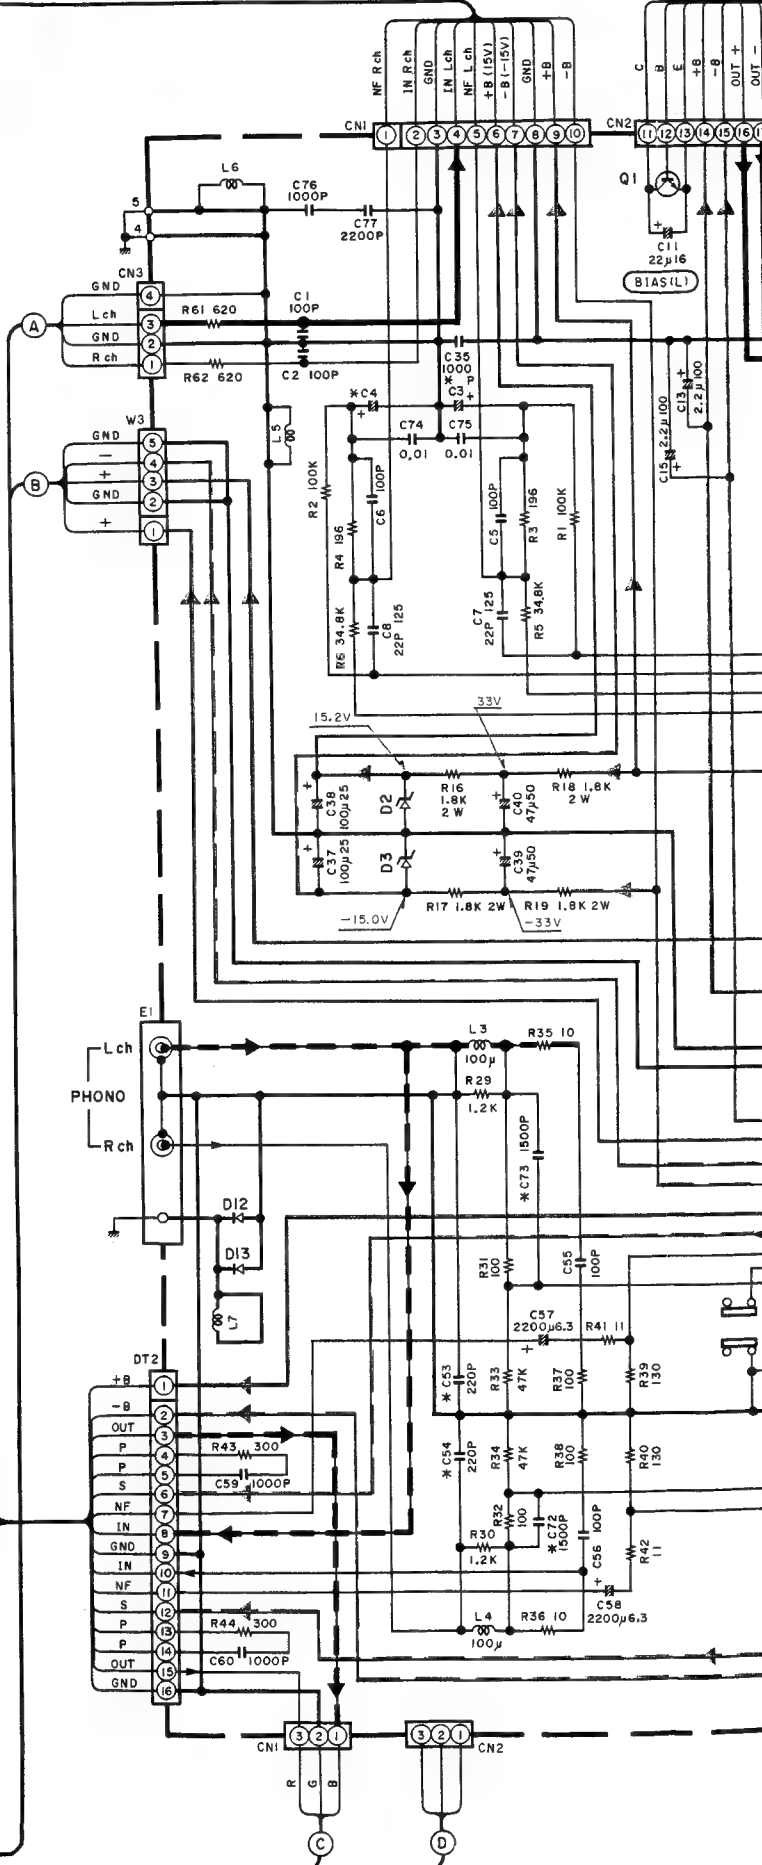 NF Rch
IN Rch
GND
IN Lch
NF Lch
+B (15V)
-B (-15V)
GND
+B
-B
C
B
E
+B
-B
OUT +
OUT -
CN1
1 2 3 4 5 6 7 8 9 10
CN2
11 12 13 14 15 16
L6
C76
1000P
C77
2200P
Q1
+
C11
22μ16
BIAS(L)
5
4
CN3
GND
4
A
Lch
3
R61 620
C1
100P
GND
2
Rch
1
R62 620
C2 100P
C35
1000
P
*C4
+
* C3
+
C13
2.2μ100
+
C15
2.2μ100
+
W3
GND
5
-
4
B
+
3
GND
2
+
1
L5
C74
0.01
C75
0.01
R2 100K
100P
C6
R4 196
100P
C5
R3 196
R1 100K
R6 34.8K
C8
22P 125
C7
22P 125
R5 34.8K
15.2V
33V
+
C38
100μ25
D2
R16
1.8K
2 W
+
C40
47μ50
R18 1.8K
2 W
+
C37
100μ25
D3
+
C39
47μ50
R17 1.8K 2W
R19 1.8K 2W
-15.0V
-33V
E1
Lch
PHONO
Rch
L3
100μ
R35 10
R29
1.2K
1500P
* C73
D12
D13
L7
R31
100
C55
100P
C57
2200μ6.3
+
R41 11
DT2
+B
1
* C53
220P
R33
47K
R37
100
R39
130
-B
2
OUT
3
P
4
R43 300
P
5
C59 1000P
S
6
NF
7
IN
8
GND
9
IN
10
NF
11
S
12
P
13
R44 300
P
14
C60 1000P
OUT
15
GND
16
* C54
220P
R34
47K
R38
100
R40
130
R32
100
* C72
1500P
100P
C56
R30
1.2K
R42
11
+
C58
2200μ6.3
L4
100μ
R36 10
CN1
3 2 1
3 2 1
CN2
R
G
B
C
D